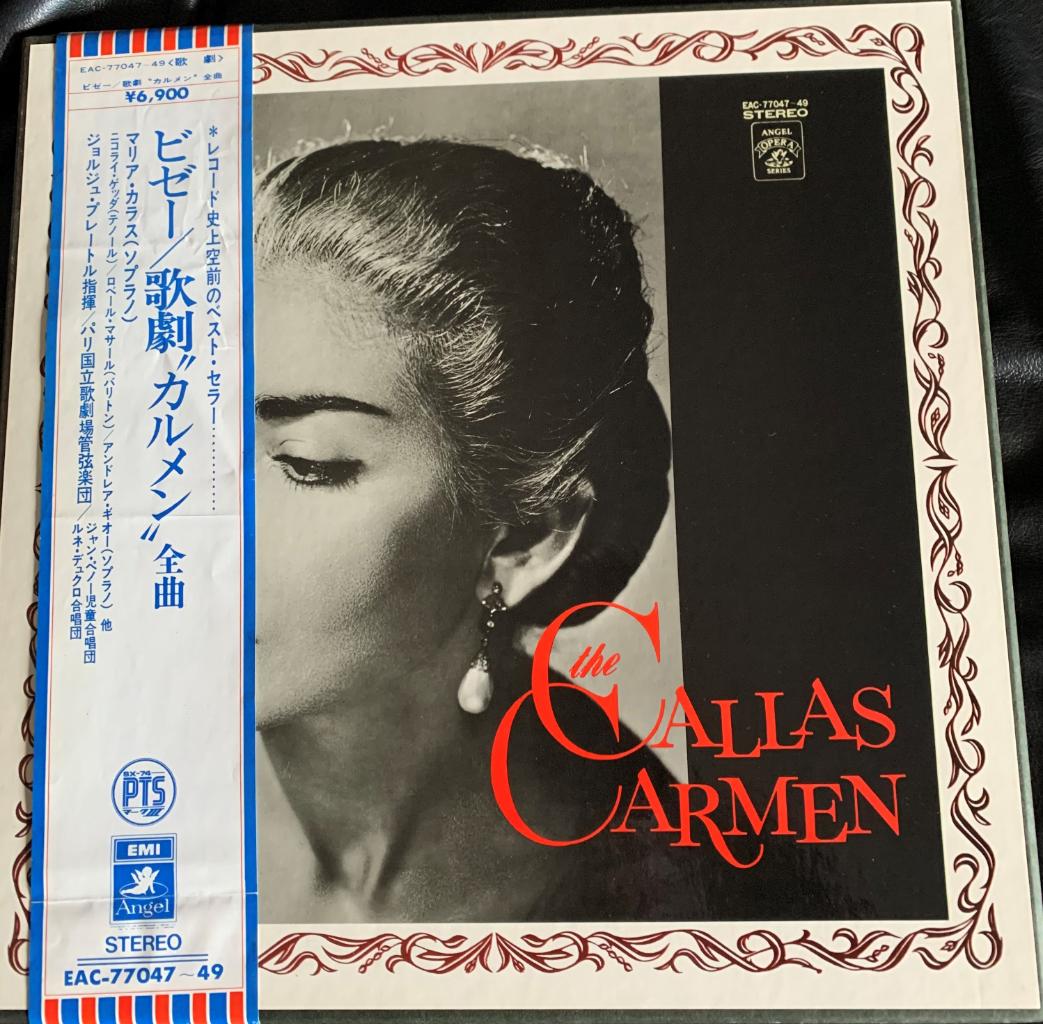 EAC-77047~49〈歌　劇〉
ビゼー／歌劇 “カルメン” 全曲
¥6,900
＊レコード史上空前のベスト・セラー…………
ビゼー／歌劇〝カルメン〟全曲
マリア・カラス(ソプラノ)
ニコライ・ゲッダ(テノール)／ロベール・マサール(バリトン)／アンドレア・ギオー(ソプラノ) 他
ジョルジュ・プレートル指揮／パリ国立歌劇場管弦楽団／
ジャン・ペノー児童合唱団
ルネ・デュクロ合唱団
SX-74
PTS
マークⅢ
EMI
Angel
STEREO
EAC-77047~49
EAC-77047~49
STEREO
ANGEL
OPERA
SERIES
the
CALLAS
CARMEN